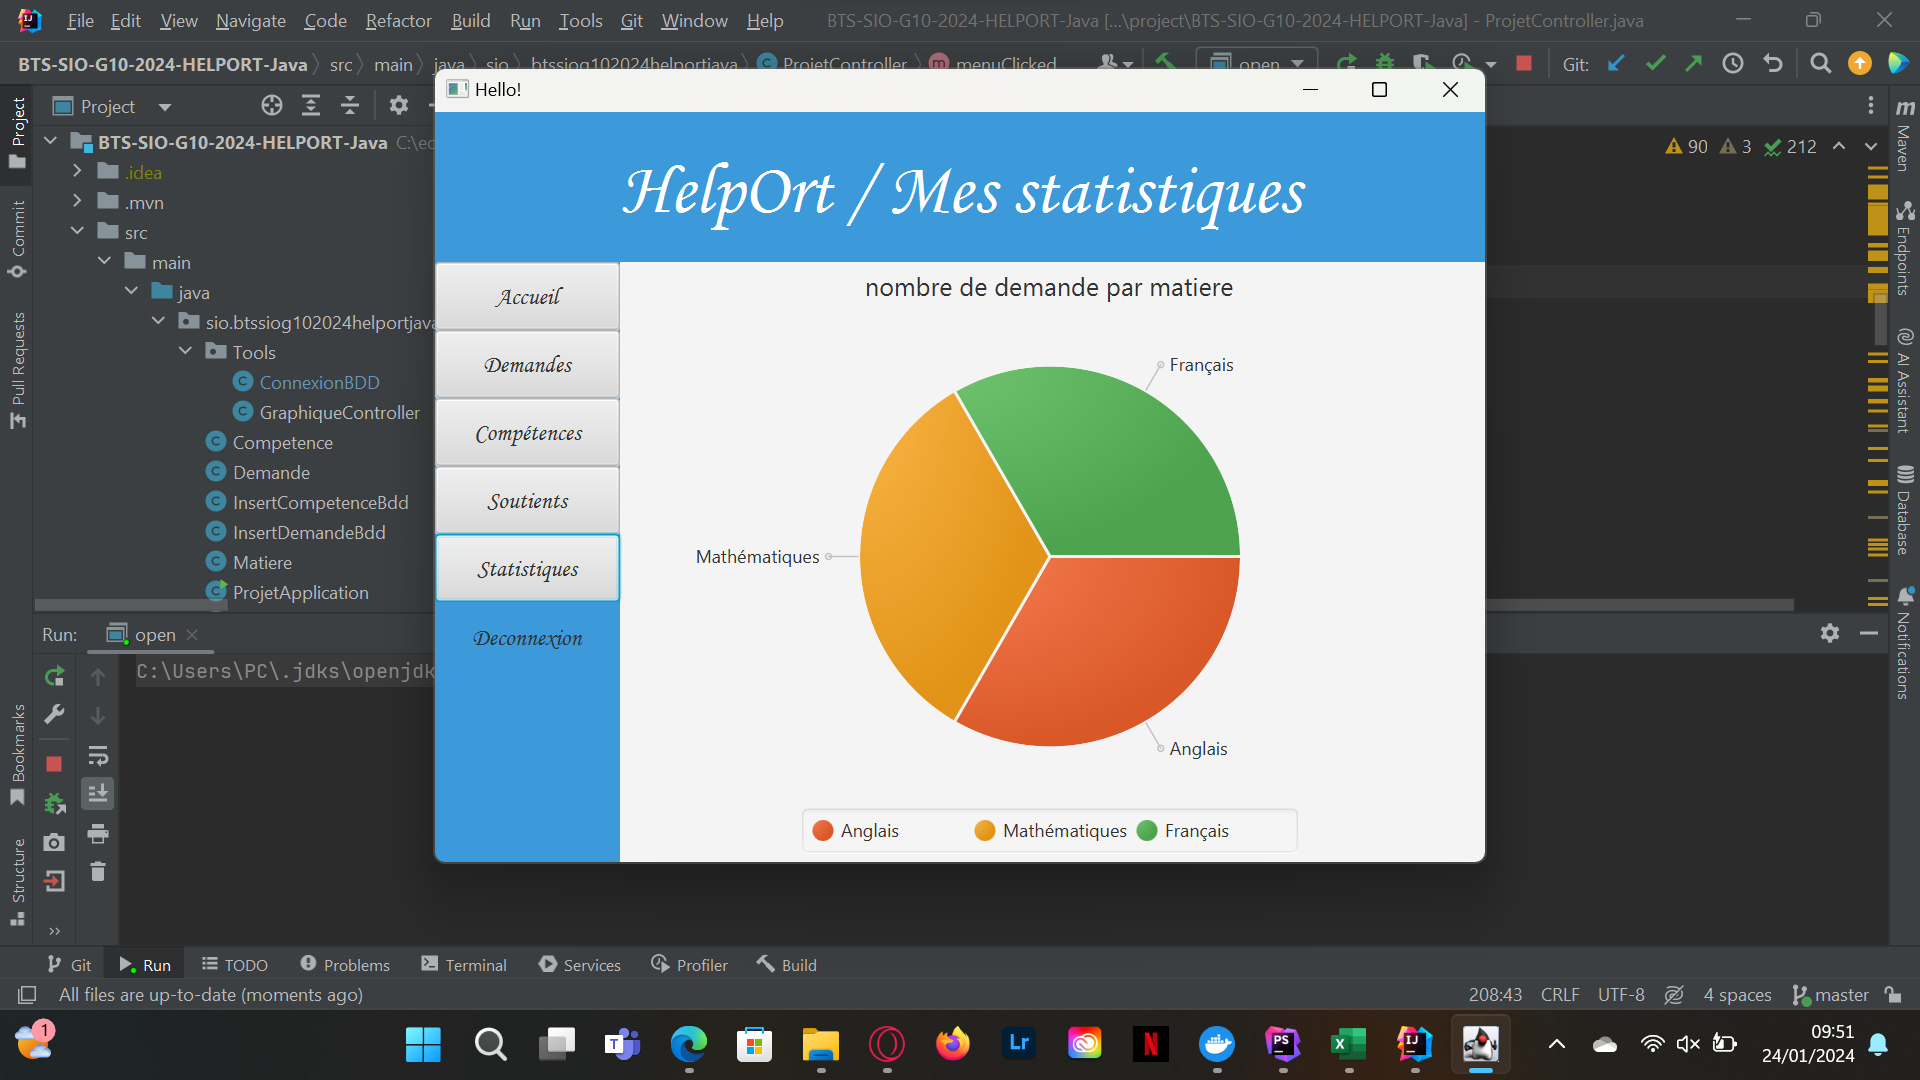 File Edit View Navigate Code Refactor Build Run Tools Git Window Help BTS-SIO-G10-2024-HELPORT-Java [...\project\BTS-SIO-G10-2024-HELPORT-Java] - ProjetController.java
BTS-SIO-G10-2024-HELPORT-Java src main java sio btssiog102024helportjava ProjetController menuClicked open Git:
Project
Hello!
BTS-SIO-G10-2024-HELPORT-Java
.idea
.mvn
src
main
java
sio.btssiog102024helportjava
Tools
ConnexionBDD
GraphiqueController
Competence
Demande
InsertCompetenceBdd
InsertDemandeBdd
Matiere
ProjetApplication
90 3 212
HelpOrt / Mes statistiques
Accueil
Demandes
Compétences
Soutients
Statistiques
Deconnexion
nombre de demande par matiere
Français
Mathématiques
Anglais
Anglais Mathématiques Français
Project
Commit
Pull Requests
Bookmarks
Structure
m
Maven
Endpoints
AI Assistant
Database
Notifications
Run: open
C:\Users\PC\.jdks\openjdk
Git Run TODO Problems Terminal Services Profiler Build
All files are up-to-date (moments ago)
208:43 CRLF UTF-8 4 spaces master
1
T
Lr
N
PS
X
IJ
09:51
24/01/2024